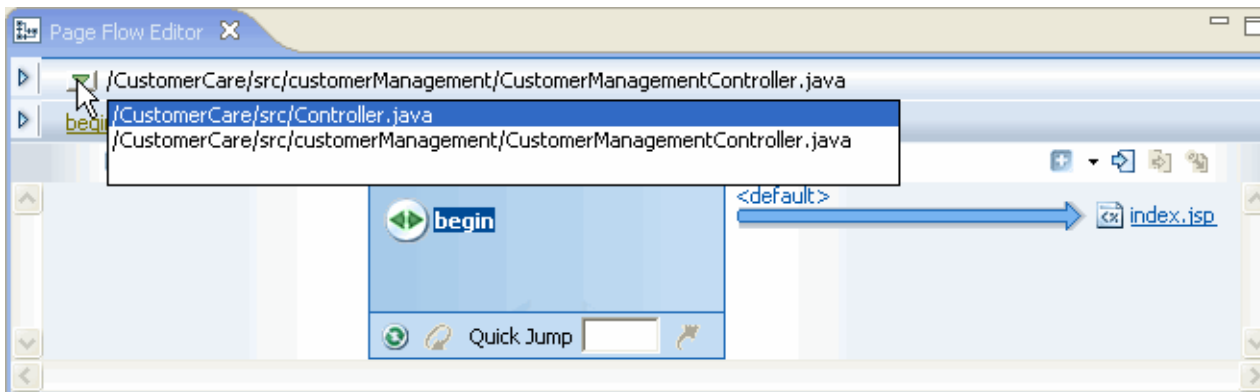 Page Flow Editor
/CustomerCare/src/customerManagement/CustomerManagementController.java
/CustomerCare/src/Controller.java
/CustomerCare/src/customerManagement/CustomerManagementController.java
<default>
begin
index.jsp
Quick Jump